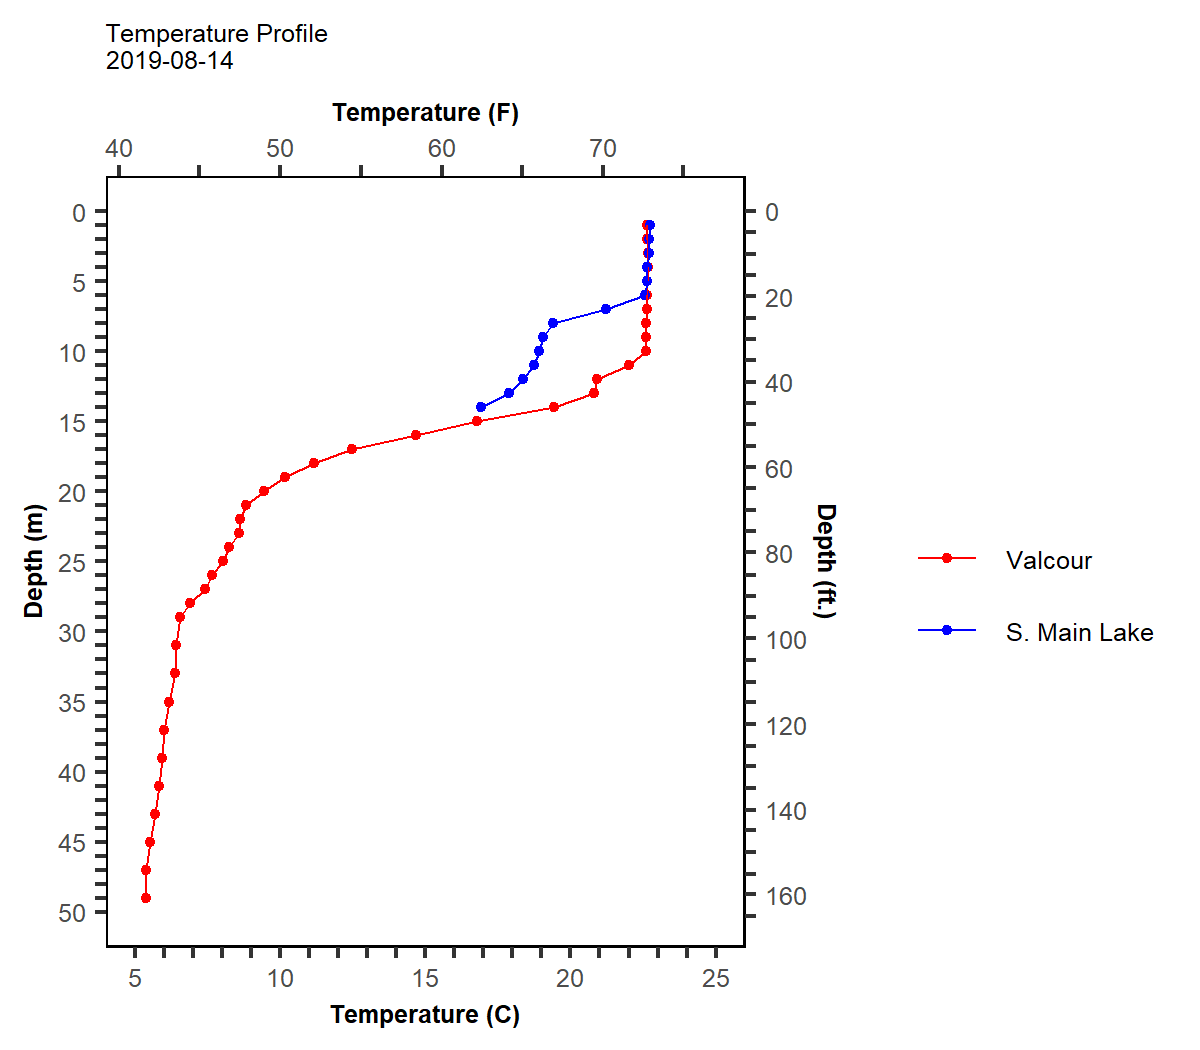 Temperature Profile
2019-08-14
Temperature (F)
40 50 60 70
0
5
10
15
20
25
30
35
40
45
50
Depth (m)
0
20
40
60
80
100
120
140
160
Depth (ft.)
5 10 15 20 25
Temperature (C)
Valcour
S. Main Lake